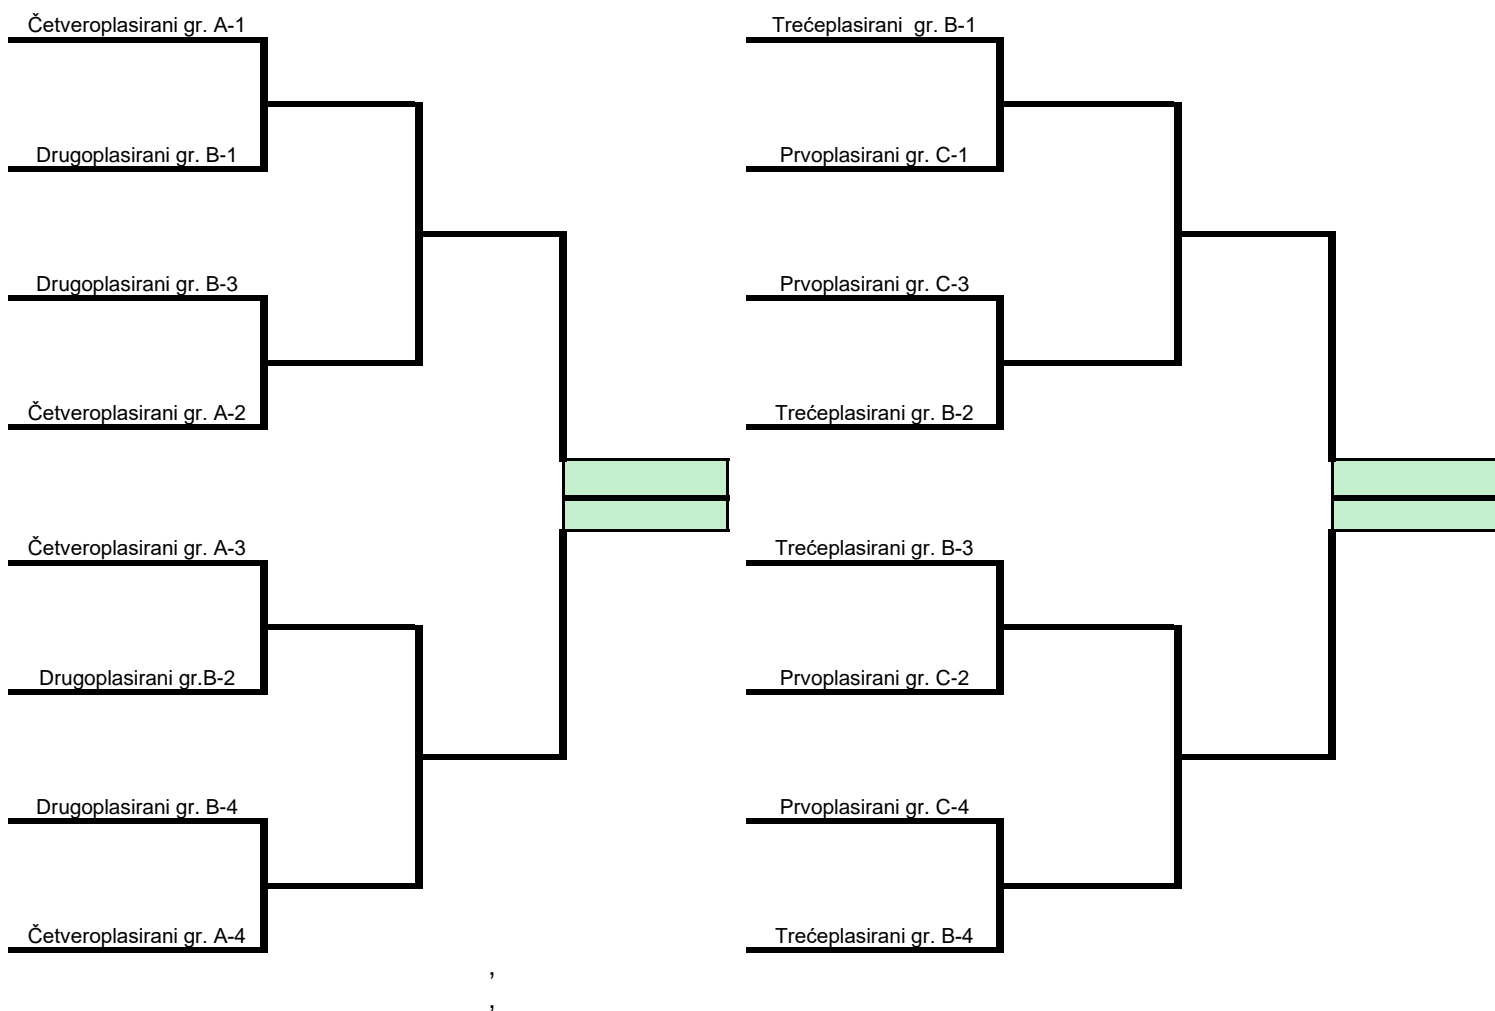 Četveroplasirani gr. A-1
Drugoplasirani gr. B-1
Drugoplasirani gr. B-3
Četveroplasirani gr. A-2
Četveroplasirani gr. A-3
Drugoplasirani gr.B-2
Drugoplasirani gr. B-4
Četveroplasirani gr. A-4
,
,
Trećeplasirani  gr. B-1
Prvoplasirani gr. C-1
Prvoplasirani gr. C-3
Trećeplasirani gr. B-2
Trećeplasirani gr. B-3
Prvoplasirani gr. C-2
Prvoplasirani gr. C-4
Trećeplasirani gr. B-4